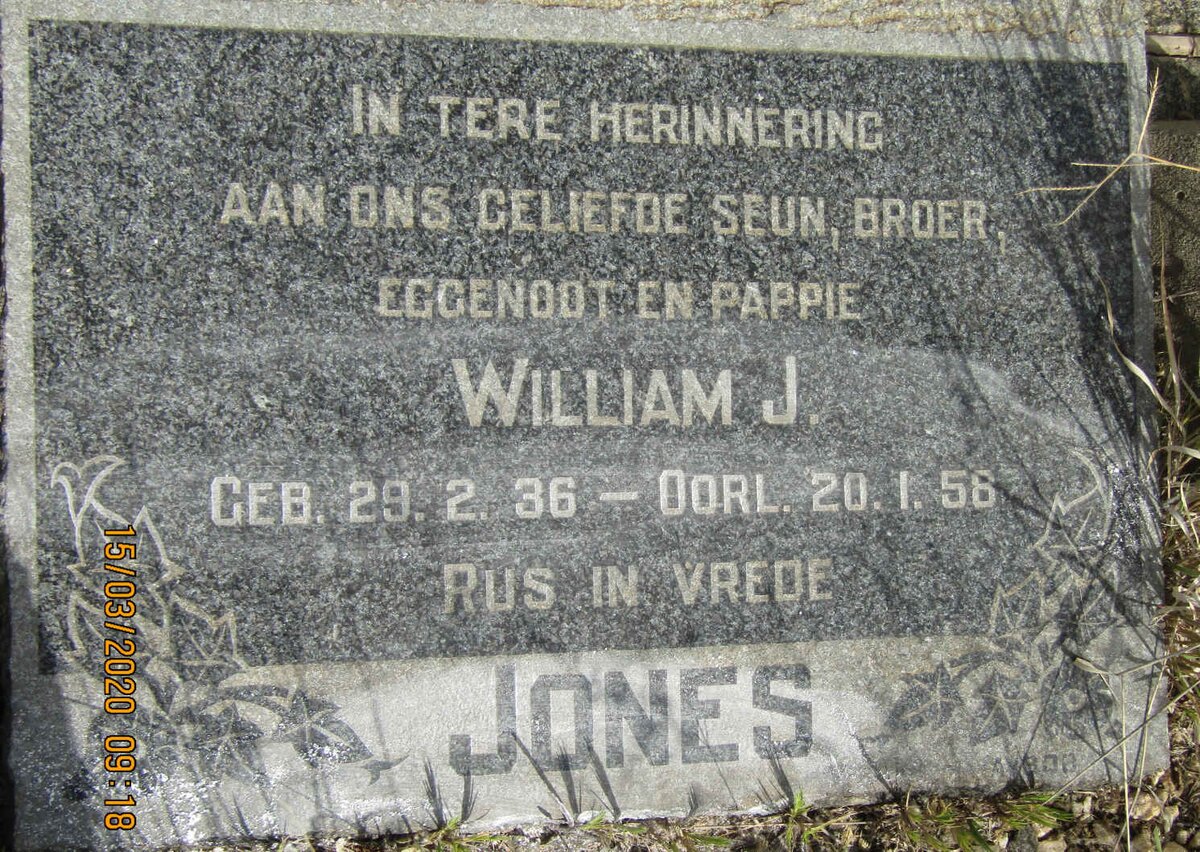 IN TERE HERINNERING
AAN ONS GELIEFDE SEUN, BROER,
EGGENOOT EN PAPPIE
WILLIAM J.
GEB. 29. 2. 36 – OORL. 20. 1. 58
RUS IN VREDE
JONES
15/03/2020 09:18